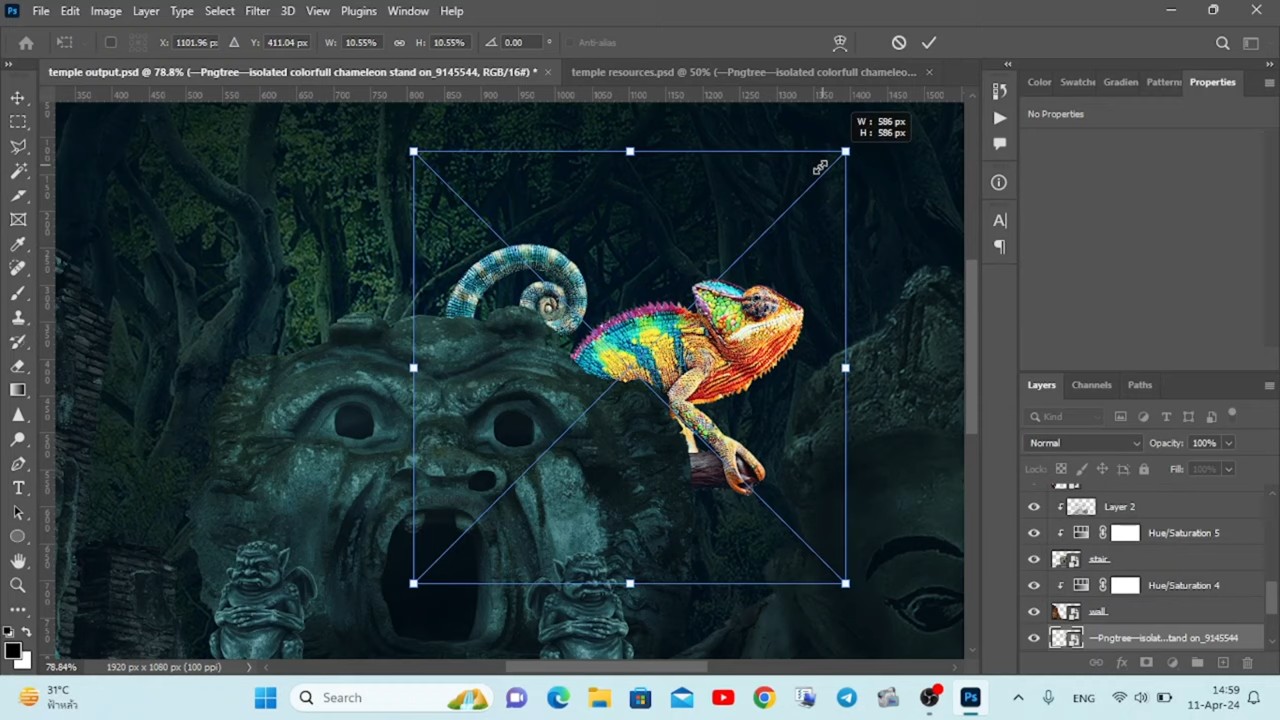 Ps File Edit Image Layer Type Select Filter 3D View Plugins Window Help
X: 1101.96 px Y: 411.04 px W: 10.55% H: 10.55% 0.00 ° Anti-alias
temple output.psd @ 78.8% (—Pngtree—isolated colorfull chameleon stand on_9145544, RGB/16#) * × temple resources.psd @ 50% (—Pngtree—isolated colorfull chameleo... ×
350 400 450 500 550 600 650 700 750 800 850 900 950 1000 1050 1100 1150 1200 1250 1300 1350 1400 1450 1500
Color Swatche Gradien Pattern Properties
No Properties
W : 586 px
H : 586 px
Layers Channels Paths
Kind
Normal Opacity: 100%
Lock: Fill: 100%
Layer 2
Hue/Saturation 5
stair
Hue/Saturation 4
wall
—Pngtree—isolat...tand on_9145544
78.84% 1920 px x 1080 px (100 ppi)
31°C
ฟ้าหลัว
Search
ENG
14:59
11-Apr-24